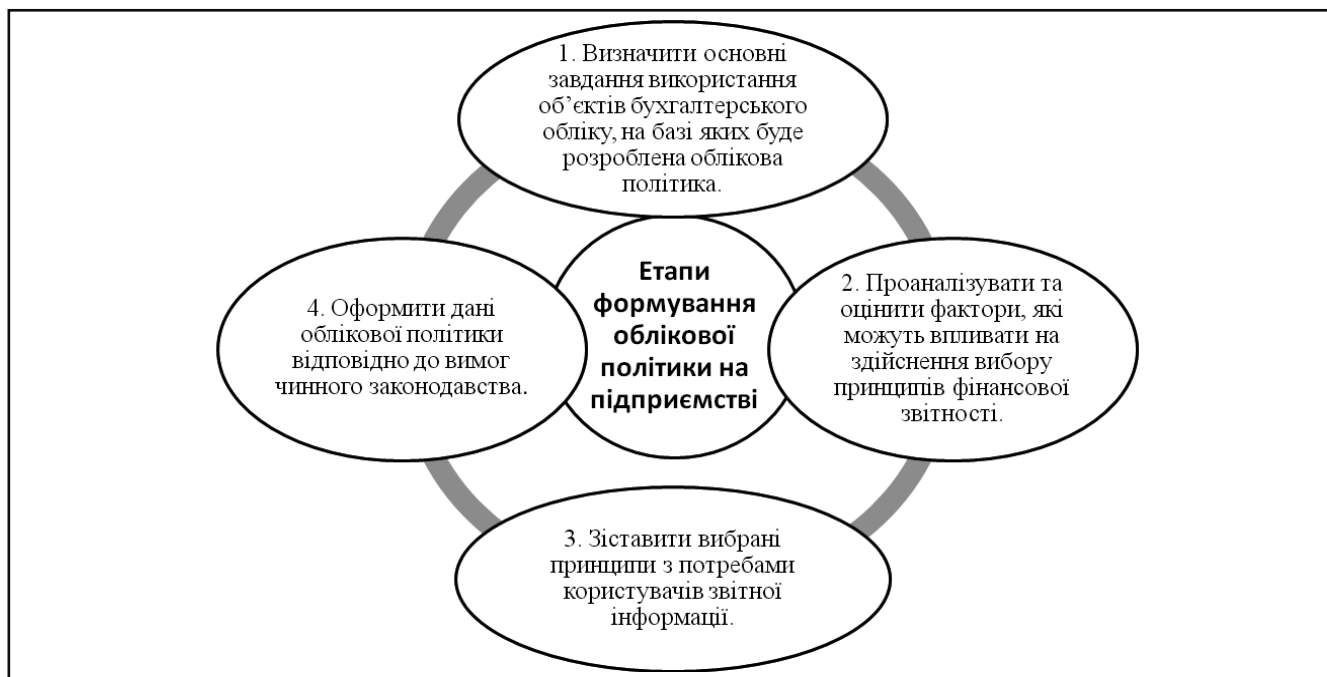 1. Визначити основні
завдання використання
об’єктів бухгалтерського
обліку, на базі яких буде
розроблена облікова
політика.
Етапи
формування
облікової
політики на
підприємстві
2. Проаналізувати та
оцінити фактори, які
можуть впливати на
здійснення вибору
принципів фінансової
звітності.
3. Зіставити вибрані
принципи з потребами
користувачів звітної
інформації.
4. Оформити дані
облікової політики
відповідно до вимог
чинного законодавства.